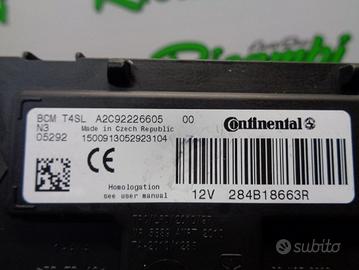 Ricambi
BCM T4SL A2C92226605 00
N3 Made in Czech Republic
05292 1500913052923104
Continental
CE
Homologation
see user manual
12V 284B18663R
subito